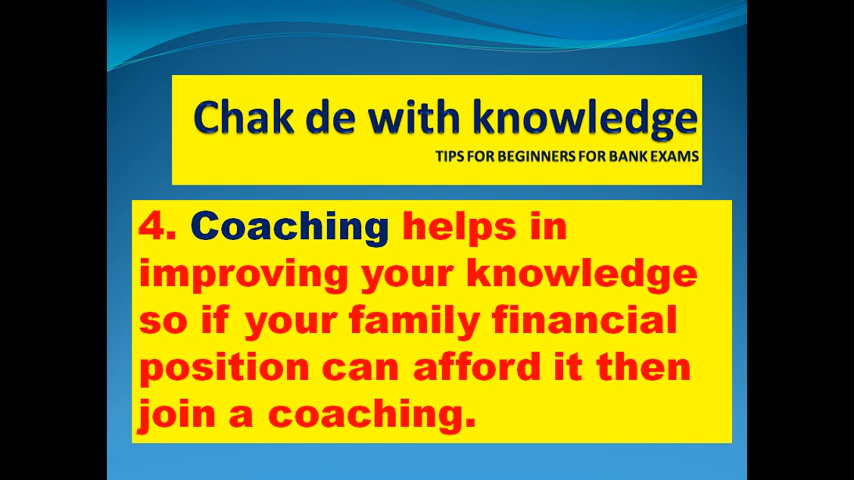 Chak de with knowledge
TIPS FOR BEGINNERS FOR BANK EXAMS
4. Coaching helps in
improving your knowledge
so if your family financial
position can afford it then
join a coaching.